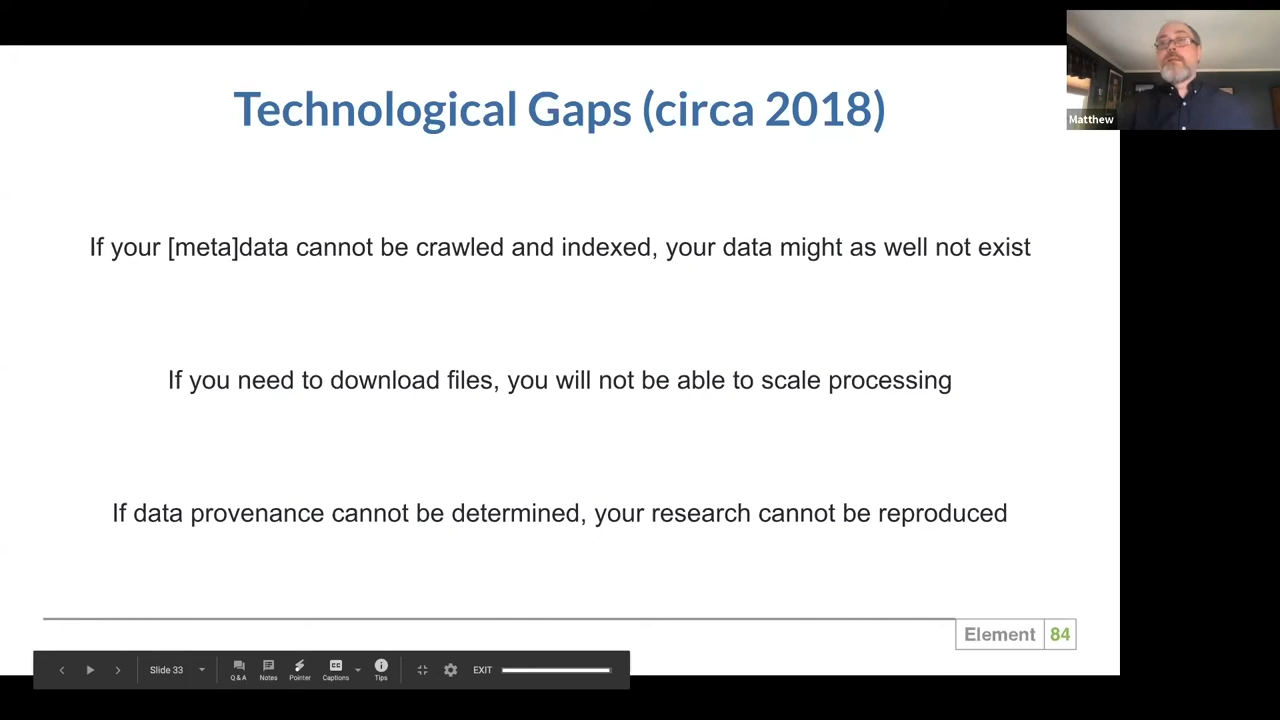 Technological Gaps (circa 2018)
Matthew
If your [meta]data cannot be crawled and indexed, your data might as well not exist
If you need to download files, you will not be able to scale processing
If data provenance cannot be determined, your research cannot be reproduced
Element 84
Slide 33
Q & A
Notes
Pointer
Captions
Tips
EXIT